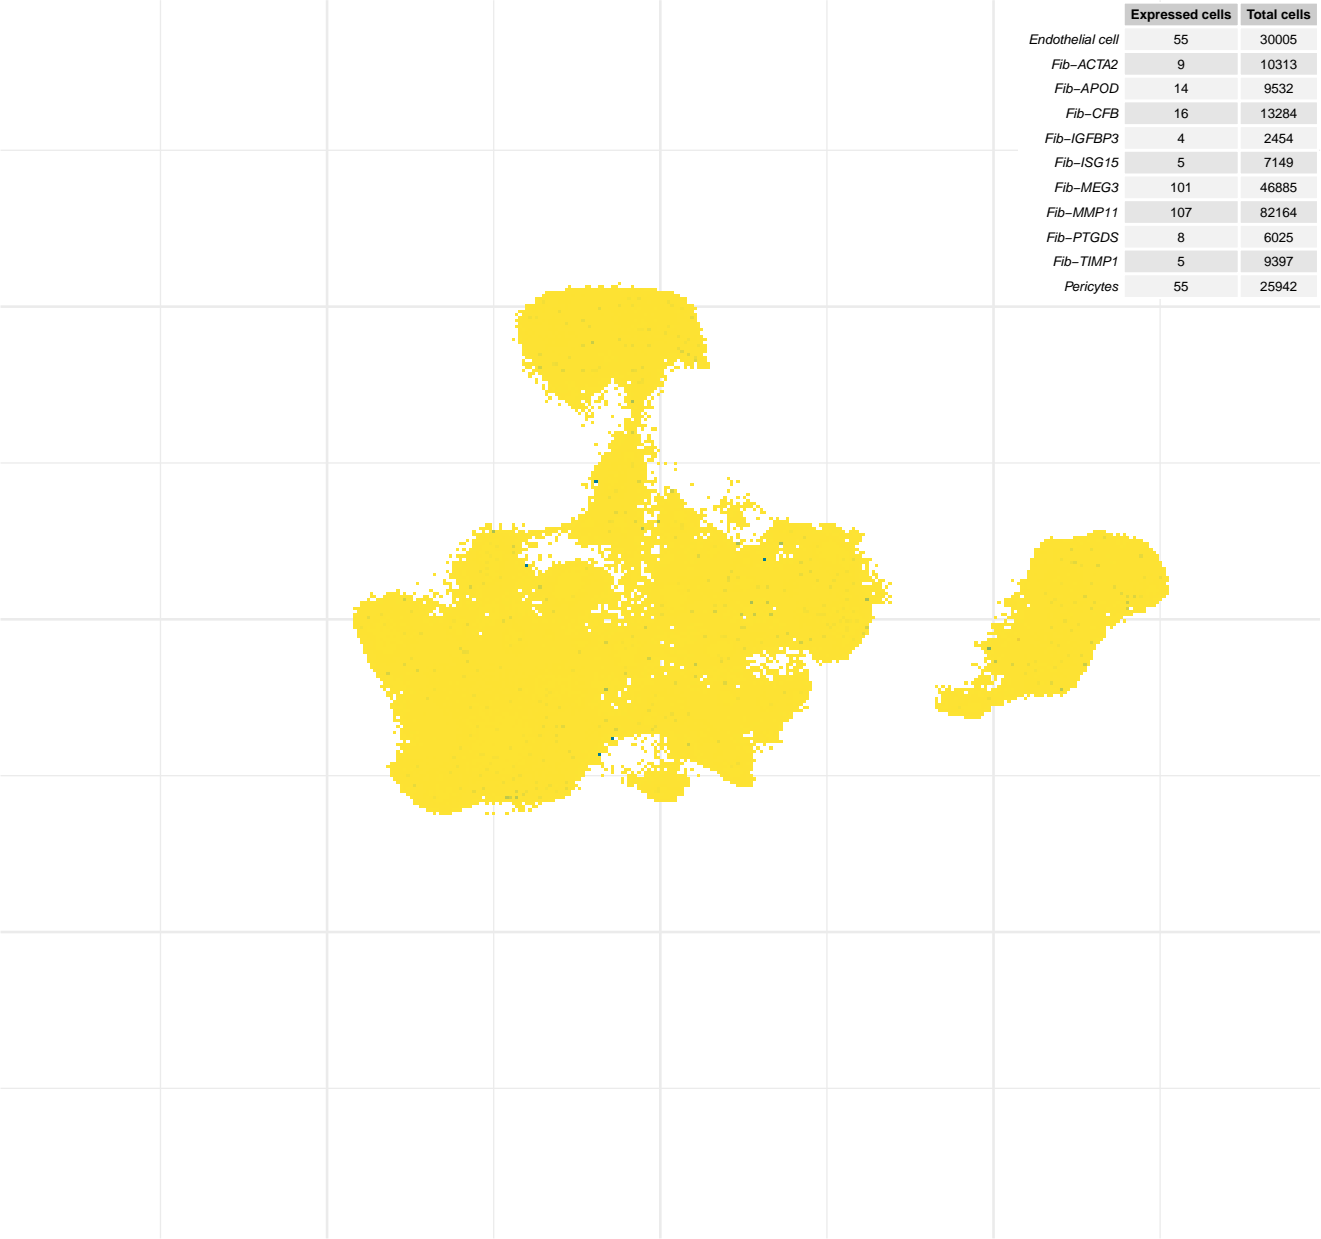 Expressed cells Total cells
Endothelial cell 55 30005
Fib−ACTA2 9 10313
Fib−APOD 14 9532
Fib−CFB 16 13284
Fib−IGFBP3 4 2454
Fib−ISG15 5 7149
Fib−MEG3 101 46885
Fib−MMP11 107 82164
Fib−PTGDS 8 6025
Fib−TIMP1 5 9397
Pericytes 55 25942